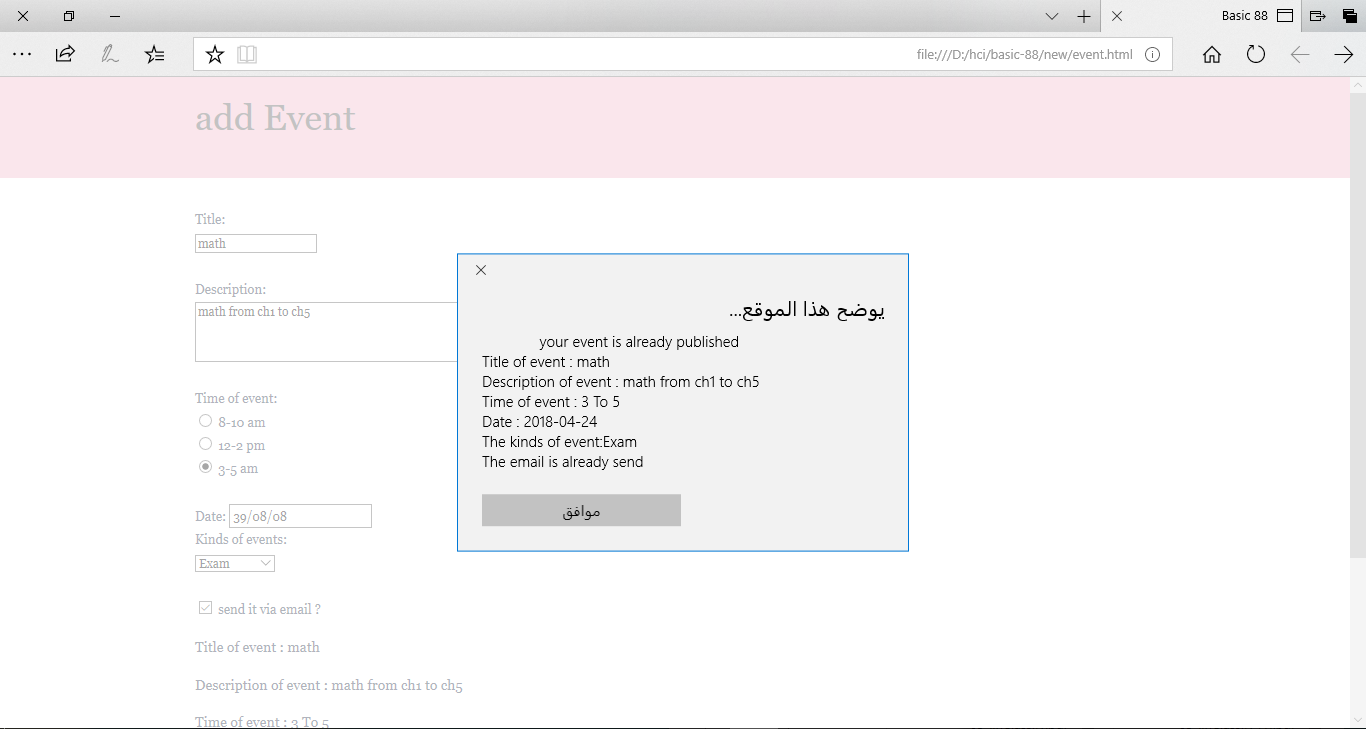 Basic 88
file:///D:/hci/basic-88/new/event.html
add Event
Title:
math
Description:
math from ch1 to ch5
Time of event:
8-10 am
12-2 pm
3-5 am
Date: 39/08/08
Kinds of events:
Exam
send it via email ?
Title of event : math
Description of event : math from ch1 to ch5
Time of event : 3 To 5
يوضح هذا الموقع...
your event is already published
Title of event : math
Description of event : math from ch1 to ch5
Time of event : 3 To 5
Date : 2018-04-24
The kinds of event:Exam
The email is already send
موافق